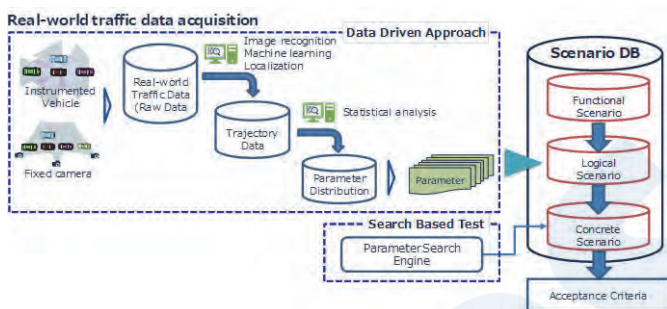 Real-world traffic data acquisition
Data Driven Approach
Image recognition
Machine learning
Localization
Instrumented
Vehicle
Fixed camera
Real-world
Traffic Data
(Raw Data
Trajectory
Data
Statistical analysis
Parameter
Distribution
Parameter
Search Based Test
Parameter Search
Engine
Scenario DB
Functional
Scenario
Logical
Scenario
Concrete
Scenario
Acceptance Criteria